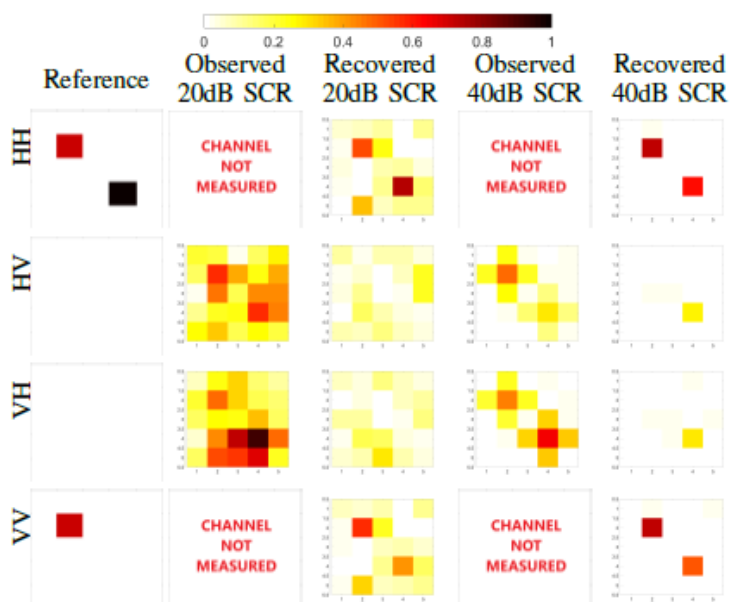 0 0.2 0.4 0.6 0.8 1
Reference
Observed
20dB SCR
Recovered
20dB SCR
Observed
40dB SCR
Recovered
40dB SCR
HH
CHANNEL
NOT
MEASURED
CHANNEL
NOT
MEASURED
HV
VH
VV
CHANNEL
NOT
MEASURED
CHANNEL
NOT
MEASURED